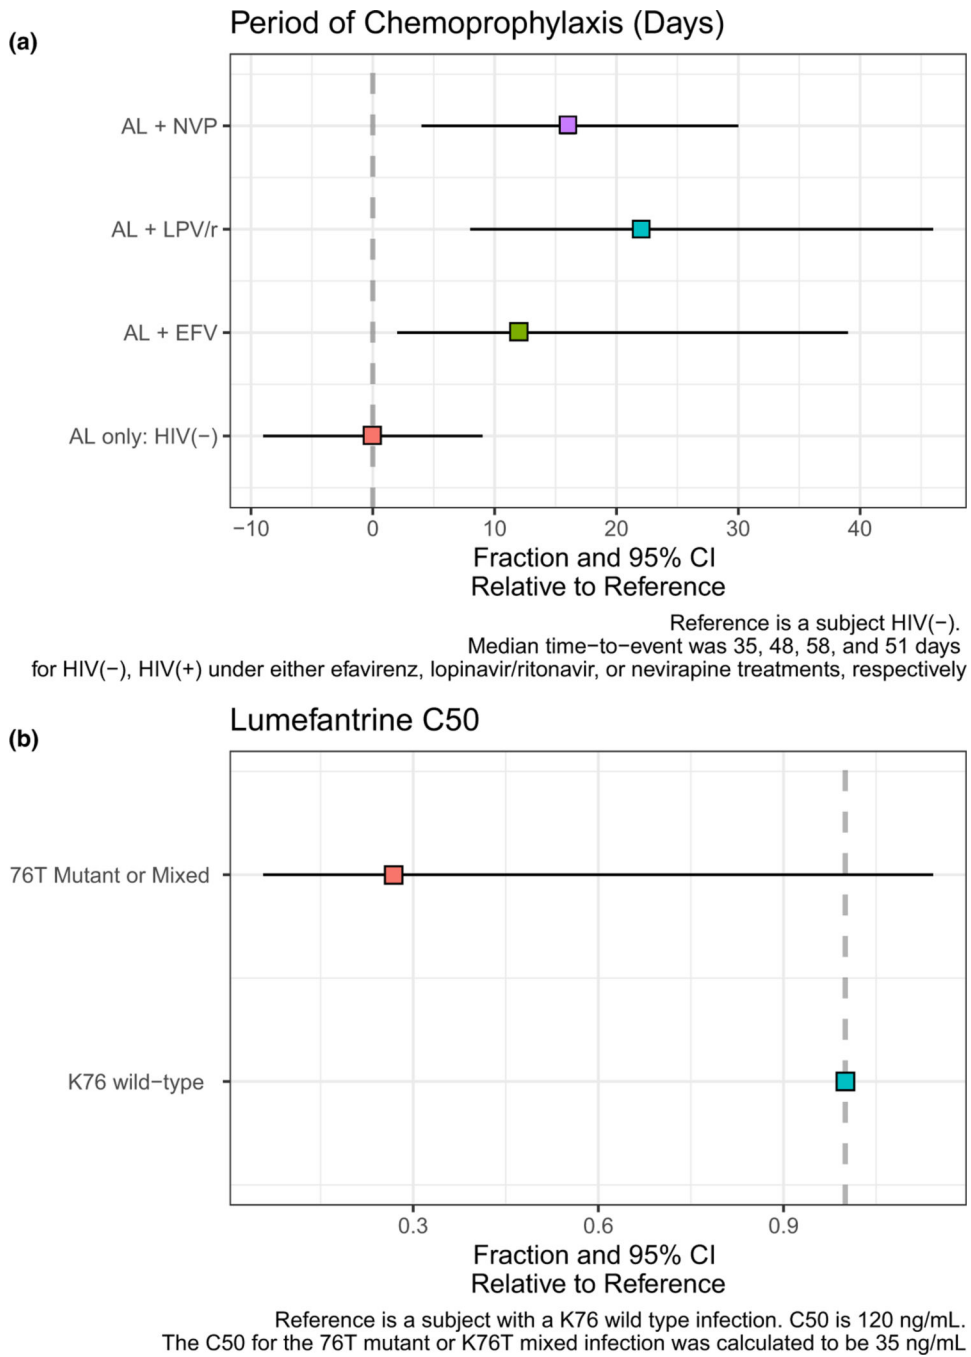 (a)
Period of Chemoprophylaxis (Days)
AL + NVP
AL + LPV/r
AL + EFV
AL only: HIV(−)
−10 0 10 20 30 40
Fraction and 95% CI
Relative to Reference
Reference is a subject HIV(−).
Median time−to−event was 35, 48, 58, and 51 days
for HIV(−), HIV(+) under either efavirenz, lopinavir/ritonavir, or nevirapine treatments, respectively
(b)
Lumefantrine C50
76T Mutant or Mixed
K76 wild−type
0.3 0.6 0.9
Fraction and 95% CI
Relative to Reference
Reference is a subject with a K76 wild type infection. C50 is 120 ng/mL.
The C50 for the 76T mutant or K76T mixed infection was calculated to be 35 ng/mL